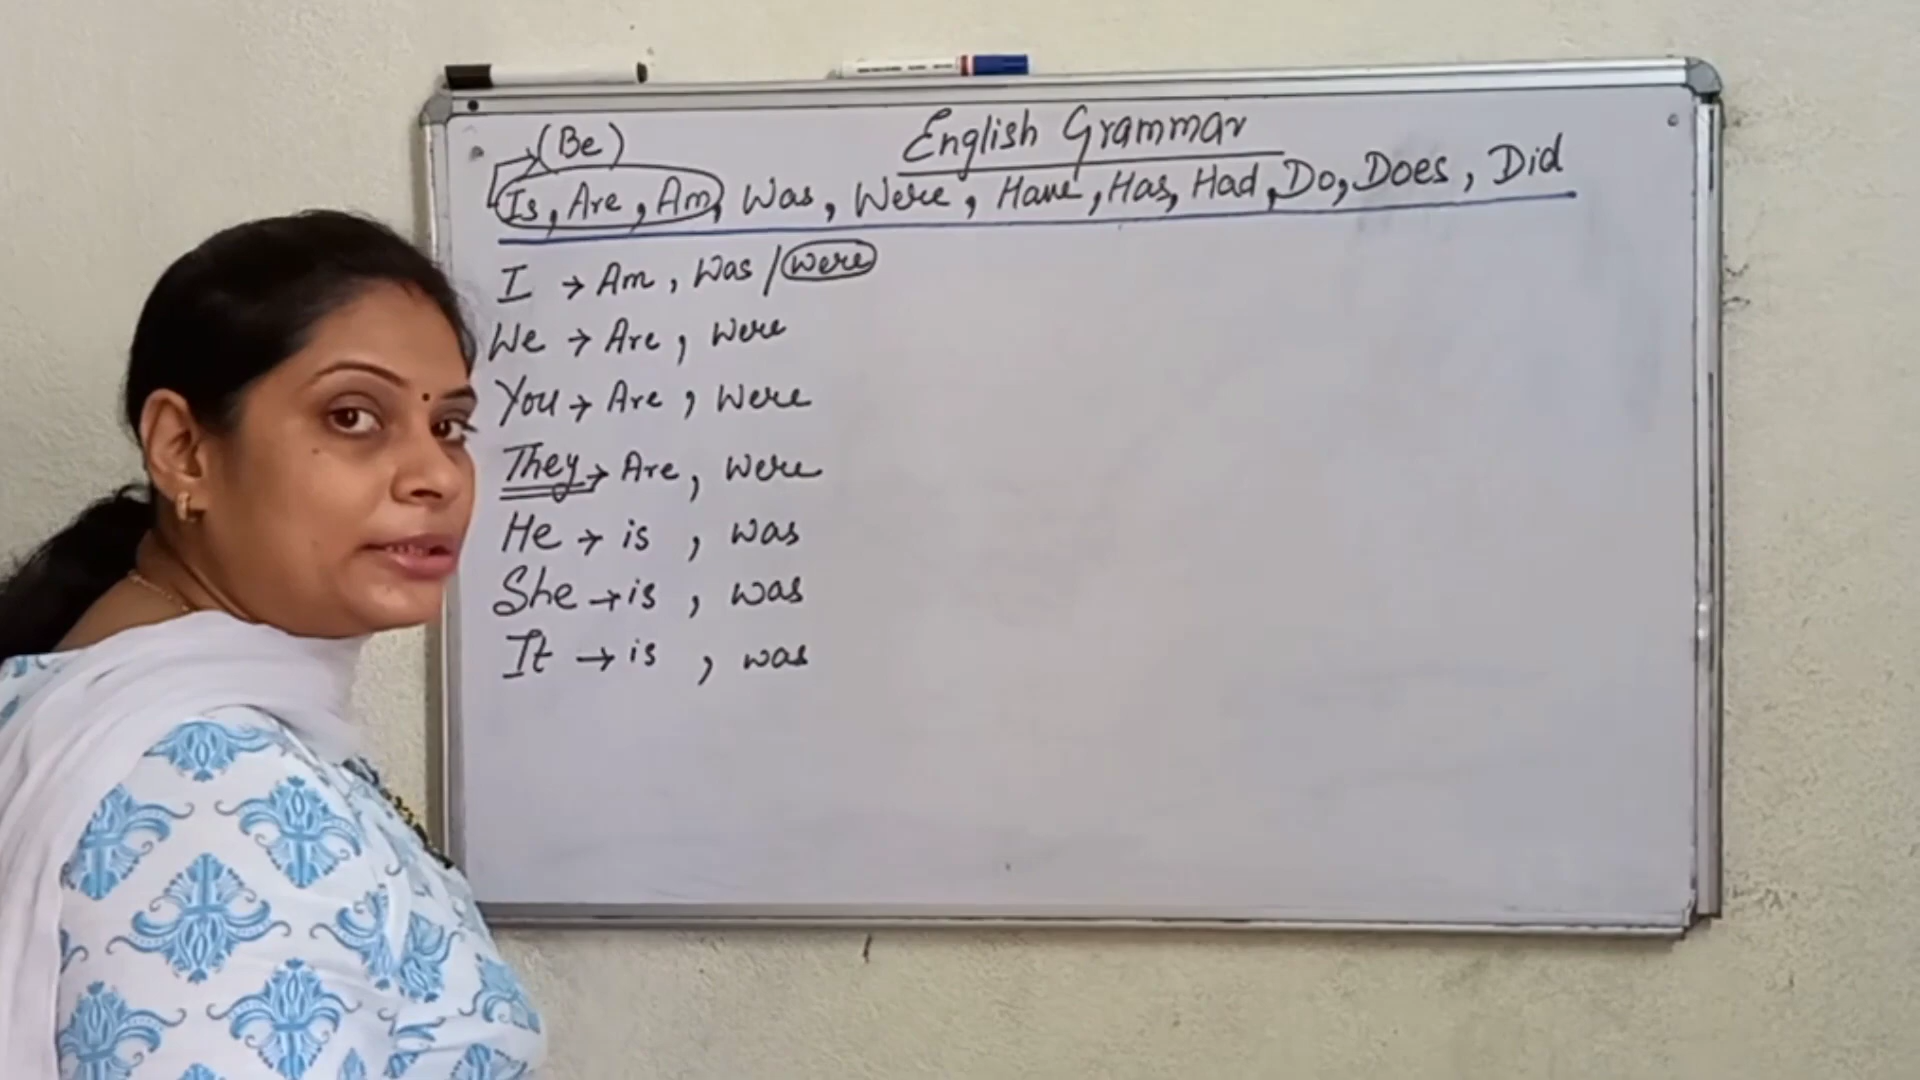 English Grammar
(Be)
Is, Are, Am, Was, Were, Have, Has, Had, Do, Does, Did
I → Am, Was / were
We → Are, Were
You → Are, Were
They → Are, Were
He → is, was
She → is, was
It → is, was